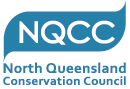 NQCC
North Queensland
Conservation Council